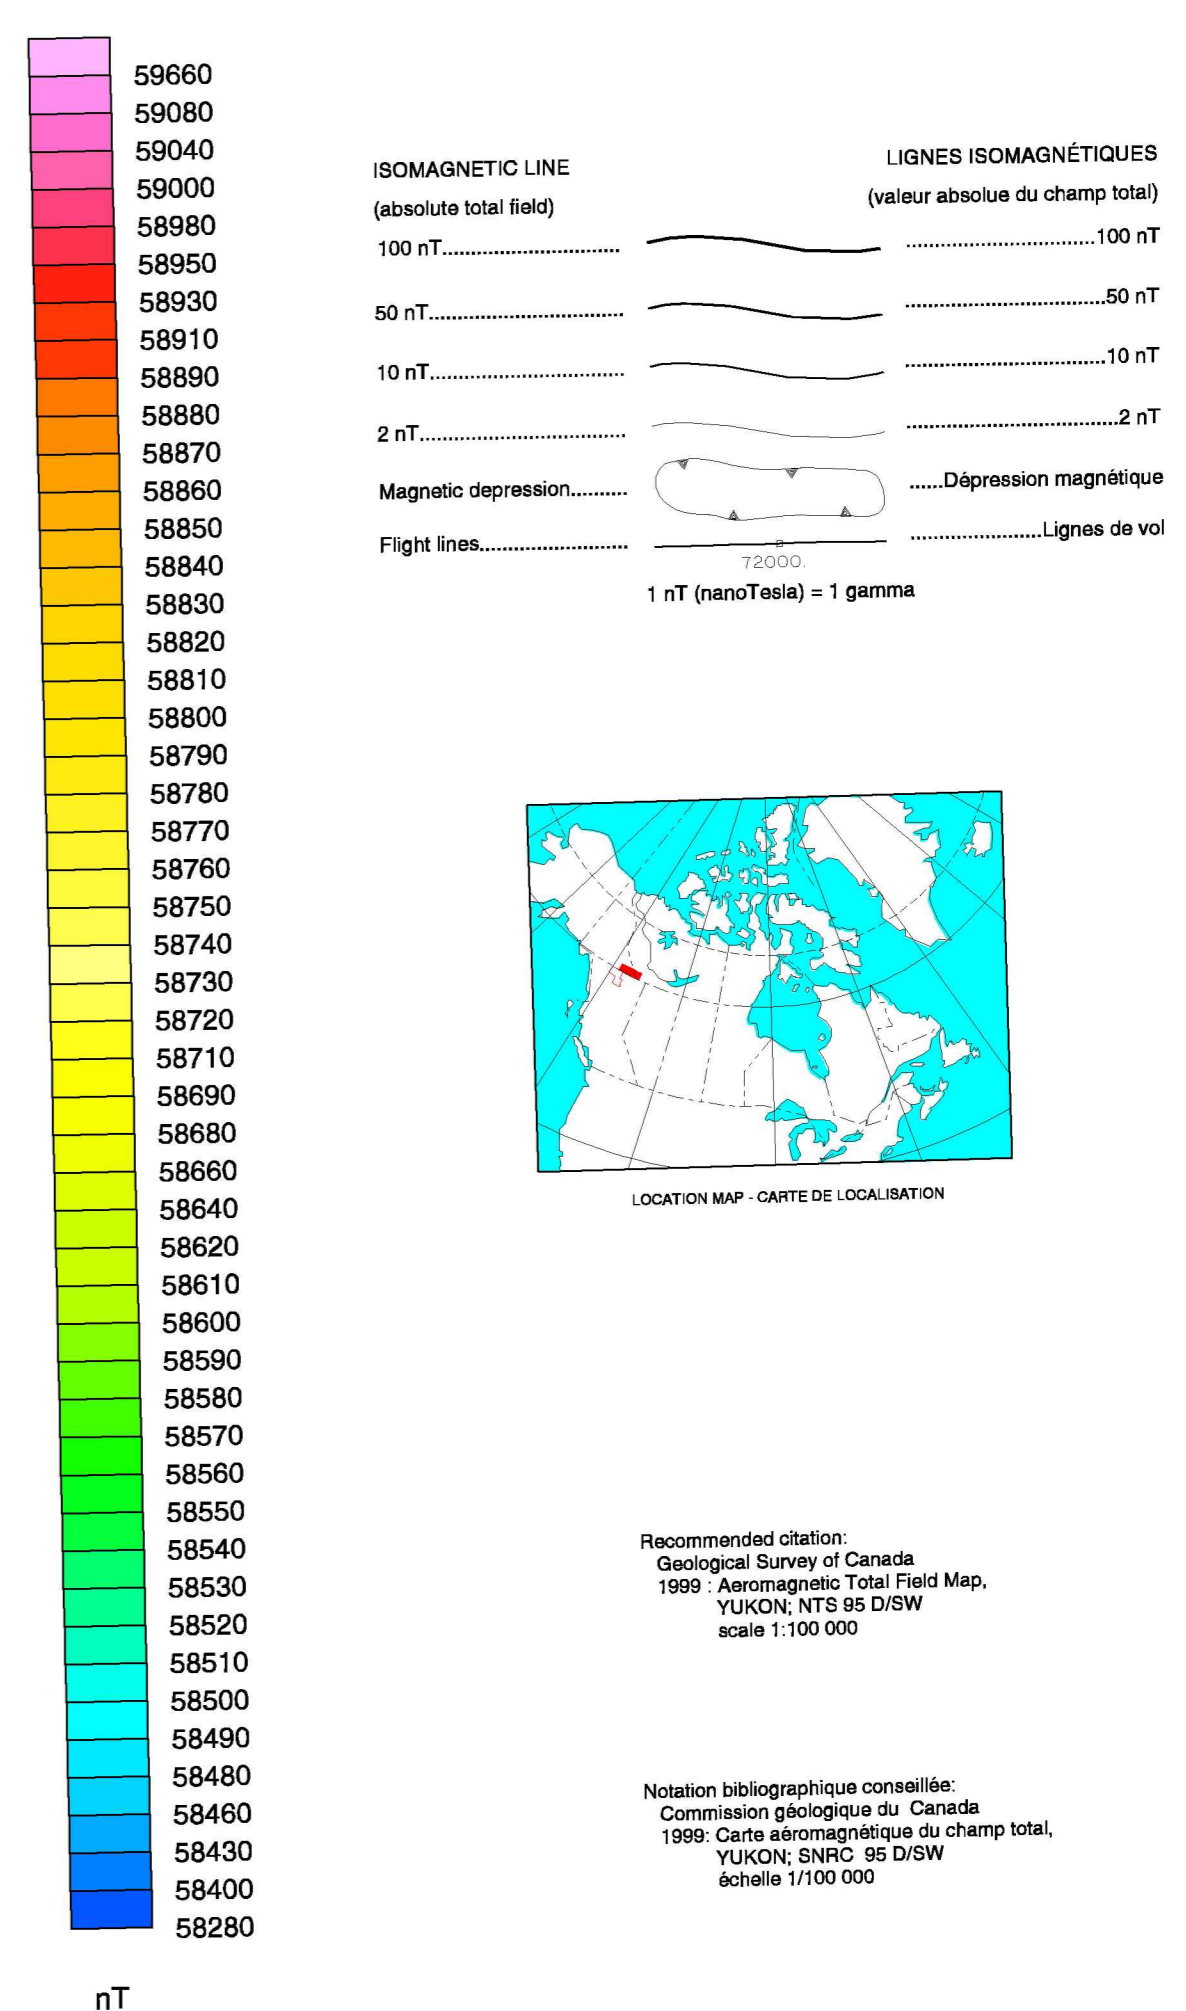 59660
59080
59040
59000
58980
58950
58930
58910
58890
58880
58870
58860
58850
58840
58830
58820
58810
58800
58790
58780
58770
58760
58750
58740
58730
58720
58710
58690
58680
58660
58640
58620
58610
58600
58590
58580
58570
58560
58550
58540
58530
58520
58510
58500
58490
58480
58460
58430
58400
58280
nT
ISOMAGNETIC LINE
(absolute total field)
LIGNES ISOMAGNÉTIQUES
(valeur absolue du champ total)
100 nT.............................. ................................100 nT
50 nT................................. ...................................50 nT
10 nT................................. ...................................10 nT
2 nT................................... .....................................2 nT
Magnetic depression.......... ......Dépression magnétique
Flight lines......................... ......................Lignes de vol
72000.
1 nT (nanoTesla) = 1 gamma
LOCATION MAP - CARTE DE LOCALISATION
Recommended citation:
Geological Survey of Canada
1999 : Aeromagnetic Total Field Map,
YUKON; NTS 95 D/SW
scale 1:100 000
Notation bibliographique conseillée:
Commission géologique du Canada
1999: Carte aéromagnétique du champ total,
YUKON; SNRC 95 D/SW
échelle 1/100 000